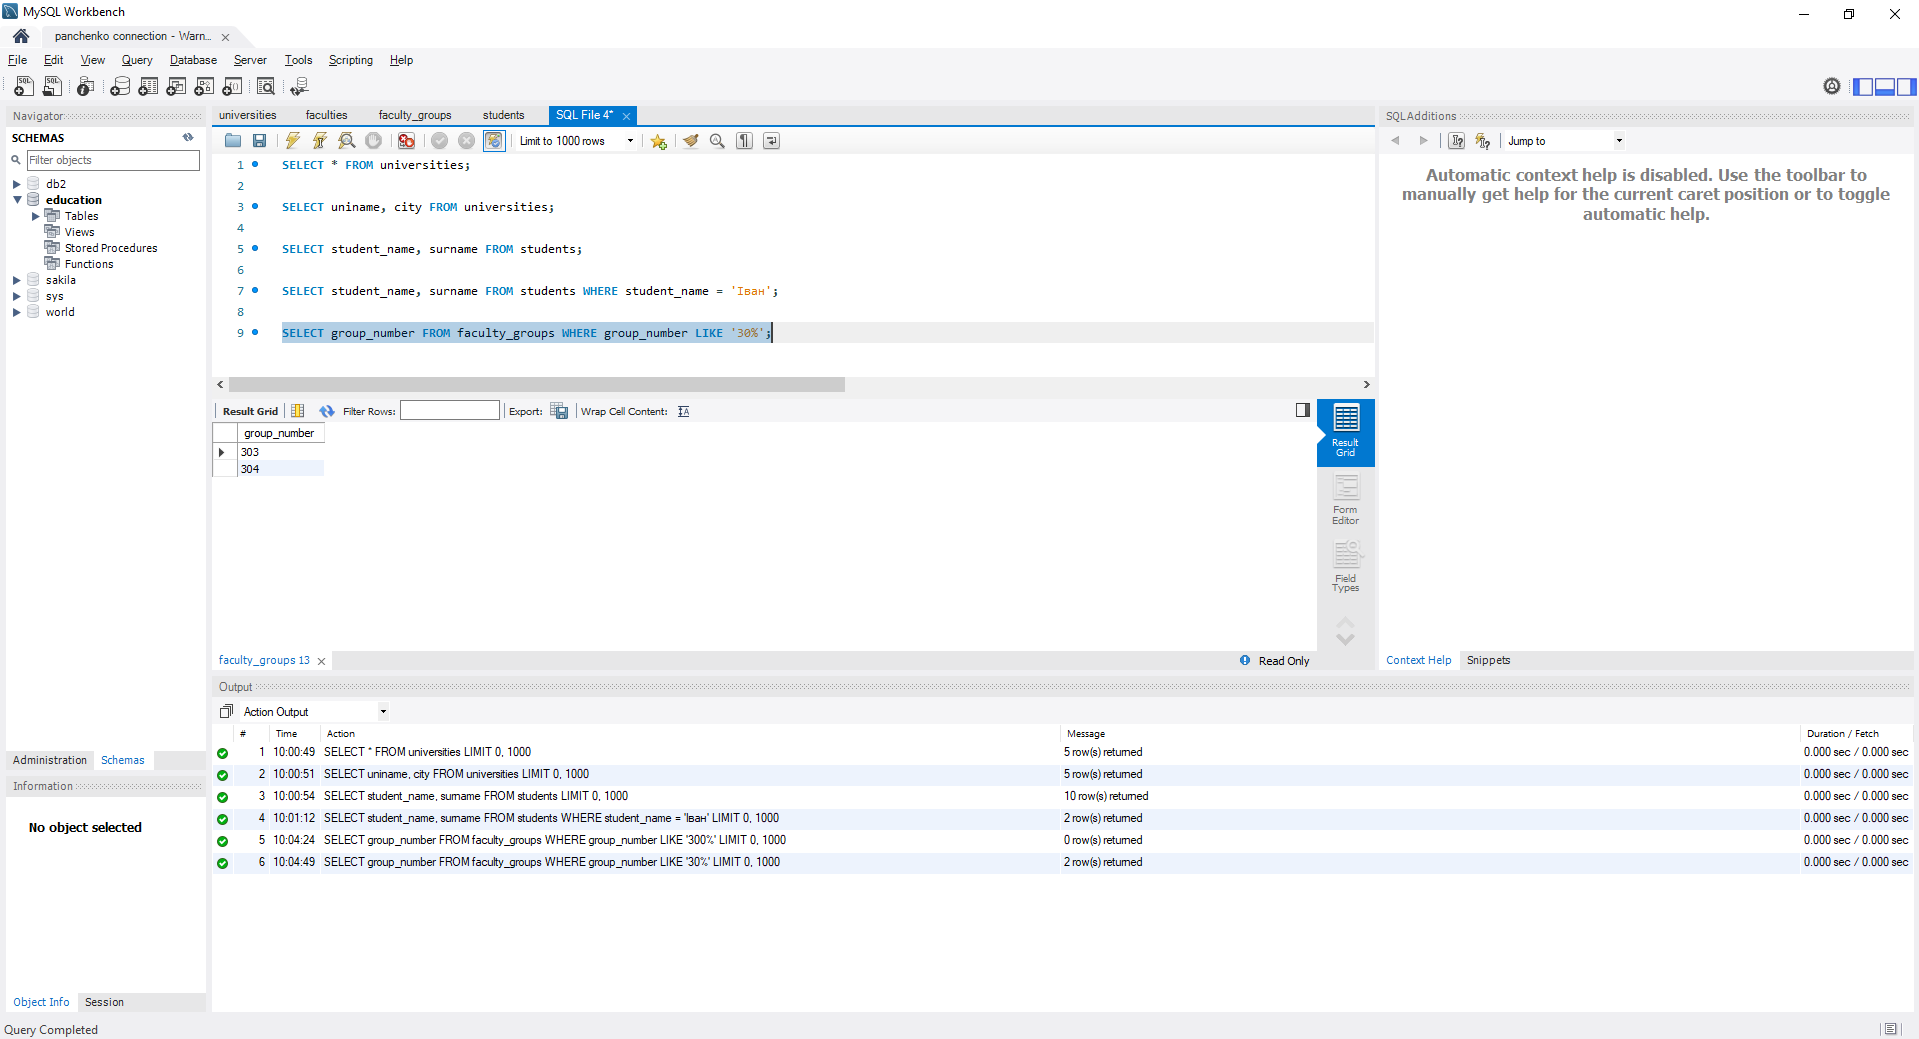 MySQL Workbench
panchenko connection - Warn...
File Edit View Query Database Server Tools Scripting Help
Navigator
SCHEMAS
Filter objects
db2
education
Tables
Views
Stored Procedures
Functions
sakila
sys
world
Administration Schemas
Information
No object selected
Object Info Session
Query Completed
universities faculties faculty_groups students SQL File 4*
Limit to 1000 rows
1 SELECT * FROM universities;
2
3 SELECT uniname, city FROM universities;
4
5 SELECT student_name, surname FROM students;
6
7 SELECT student_name, surname FROM students WHERE student_name = 'Іван';
8
9 SELECT group_number FROM faculty_groups WHERE group_number LIKE '30%';
Result Grid Filter Rows: Export: Wrap Cell Content:
group_number
303
304
Result Grid
Form Editor
Field Types
faculty_groups 13
Read Only
SQLAdditions
Jump to
Automatic context help is disabled. Use the toolbar to
manually get help for the current caret position or to toggle
automatic help.
Context Help Snippets
Output
Action Output
# Time Action Message Duration / Fetch
1 10:00:49 SELECT * FROM universities LIMIT 0, 1000 5 row(s) returned 0.000 sec / 0.000 sec
2 10:00:51 SELECT uniname, city FROM universities LIMIT 0, 1000 5 row(s) returned 0.000 sec / 0.000 sec
3 10:00:54 SELECT student_name, surname FROM students LIMIT 0, 1000 10 row(s) returned 0.000 sec / 0.000 sec
4 10:01:12 SELECT student_name, surname FROM students WHERE student_name = 'Іван' LIMIT 0, 1000 2 row(s) returned 0.000 sec / 0.000 sec
5 10:04:24 SELECT group_number FROM faculty_groups WHERE group_number LIKE '300%' LIMIT 0, 1000 0 row(s) returned 0.000 sec / 0.000 sec
6 10:04:49 SELECT group_number FROM faculty_groups WHERE group_number LIKE '30%' LIMIT 0, 1000 2 row(s) returned 0.000 sec / 0.000 sec